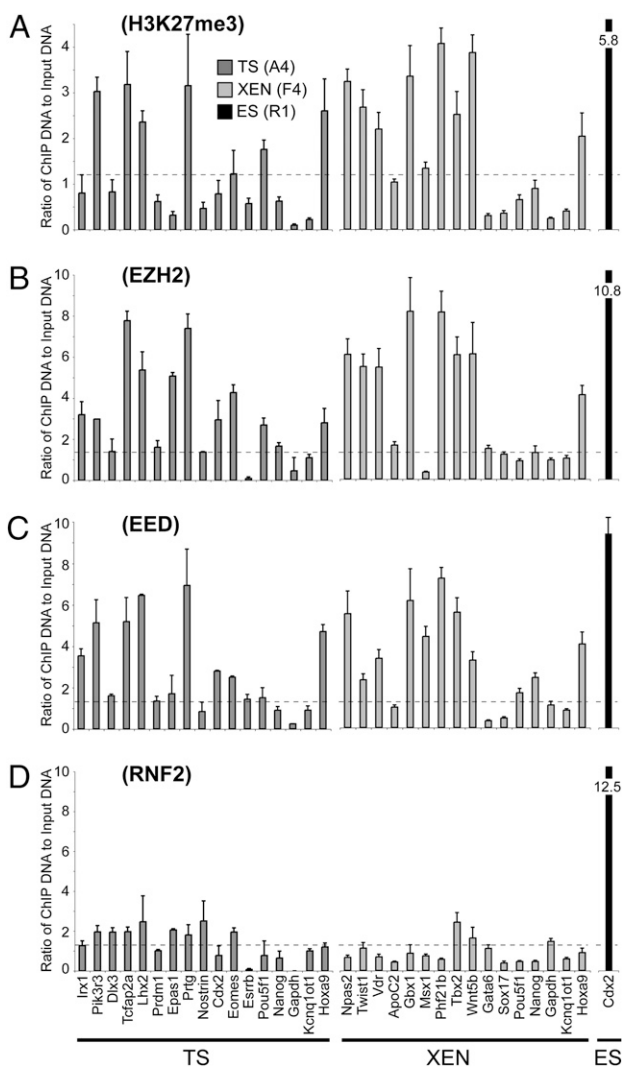 A
(H3K27me3)
Ratio of ChIP DNA to Input DNA
4
3
2
1
0
TS (A4)
XEN (F4)
ES (R1)
5.8
B
(EZH2)
Ratio of ChIP DNA to Input DNA
10
8
6
4
2
0
10.8
C
(EED)
Ratio of ChIP DNA to Input DNA
10
8
6
4
2
0
D
(RNF2)
Ratio of ChIP DNA to Input DNA
10
8
6
4
2
0
12.5
Irx1
Pik3r3
Dlx3
Tcfap2a
Lhx2
Prdm1
Epas1
Prtg
Nostrin
Cdx2
Eomes
Esrrb
Pou5f1
Nanog
Gapdh
Kcnq1ot1
Hoxa9
Npas2
Twist1
Vdr
ApoC2
Gbx1
Msx1
Phf21b
Tbx2
Wnt5b
Gata6
Sox17
Pou5f1
Nanog
Gapdh
Kcnq1ot1
Hoxa9
Cdx2
TS
XEN
ES